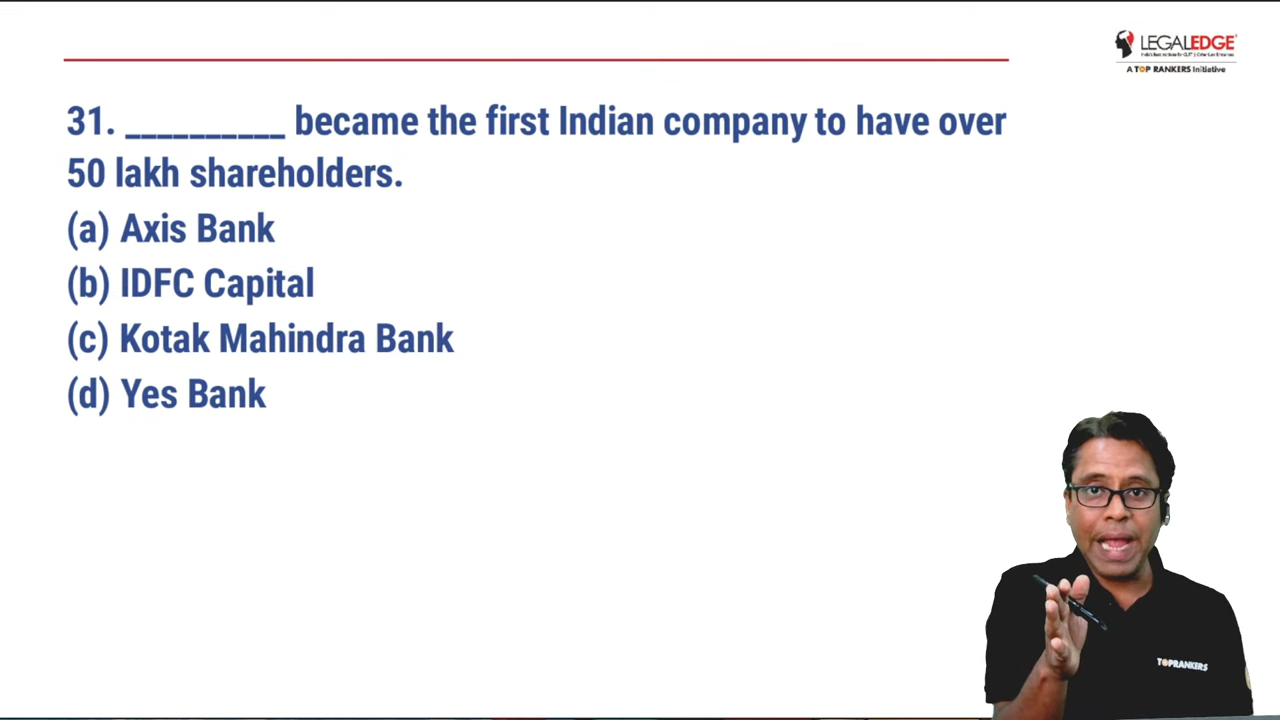 LEGALEDGE
A TOP RANKERS Initiative
31. __________ became the first Indian company to have over
50 lakh shareholders.
(a) Axis Bank
(b) IDFC Capital
(c) Kotak Mahindra Bank
(d) Yes Bank
TOPRANKERS